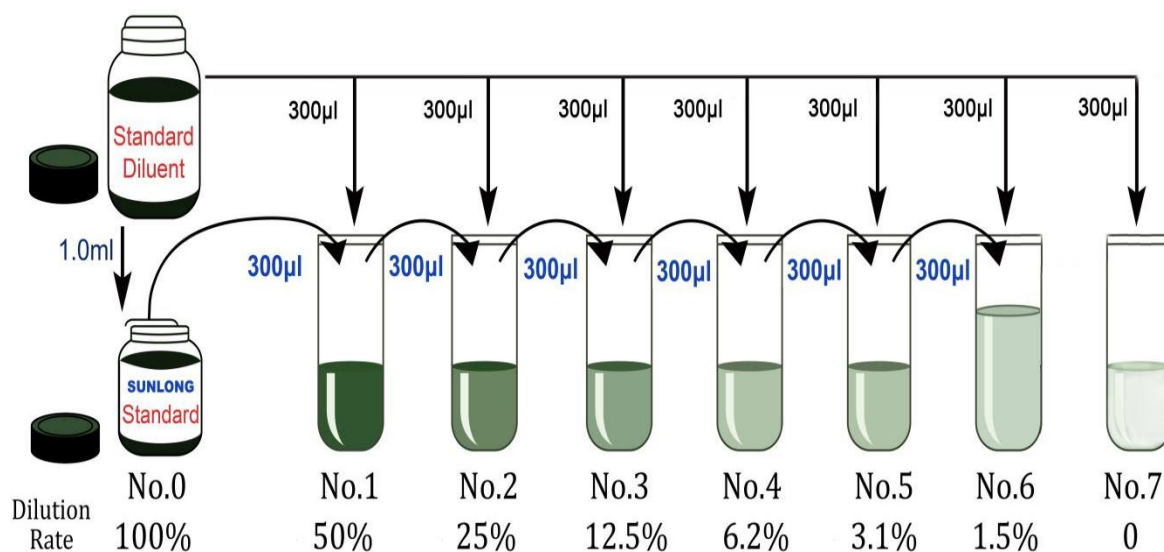 300µl 300µl 300µl 300µl 300µl 300µl 300µl
Standard
Diluent
1.0ml
300µl 300µl 300µl 300µl 300µl 300µl
SUNLONG
Standard
No.0 No.1 No.2 No.3 No.4 No.5 No.6 No.7
Dilution
Rate 100% 50% 25% 12.5% 6.2% 3.1% 1.5% 0